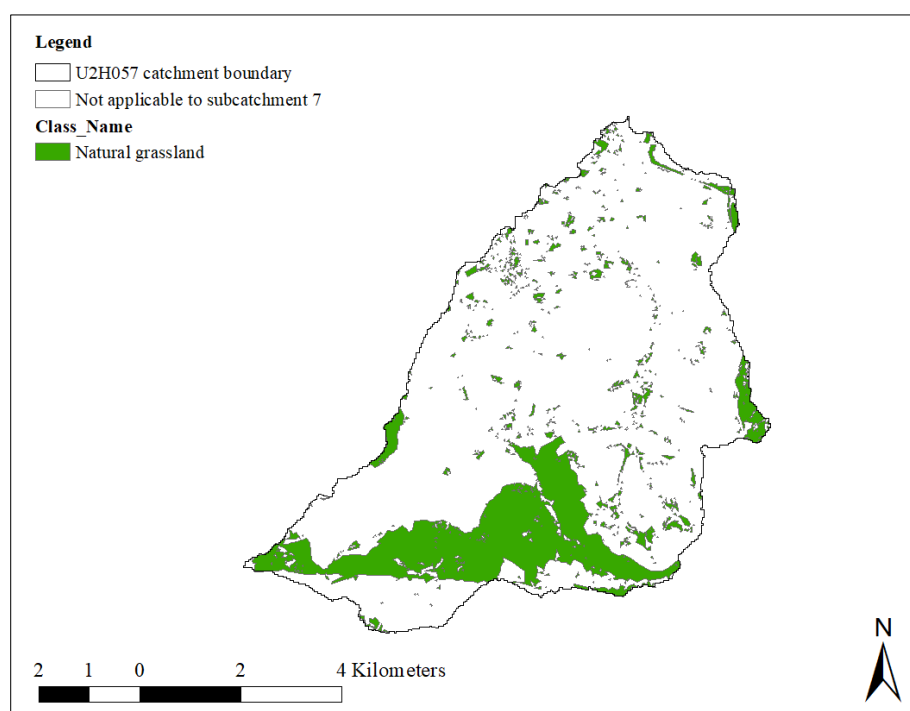 Legend
U2H057 catchment boundary
Not applicable to subcatchment 7
Class_Name
Natural grassland
N
2 1 0 2 4 Kilometers